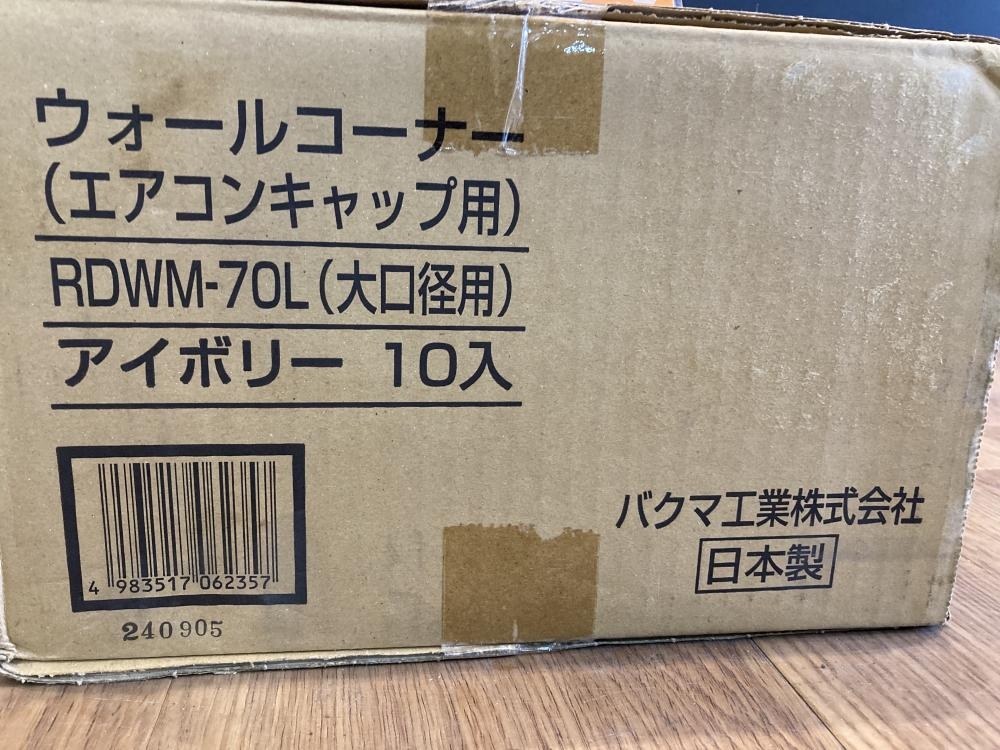 ウォールコーナー
(エアコンキャップ用)
RDWM-70L(大口径用)
アイボリー 10入
4 983517 062357
240905
バクマ工業株式会社
日本製